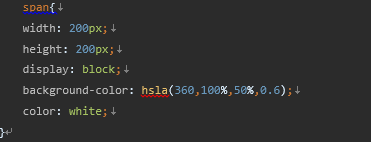 span{↓
width: 200px;↓
height: 200px;↓
display: block;↓
background-color: hsla(360,100%,50%,0.6);↓
color: white;↓
}↵